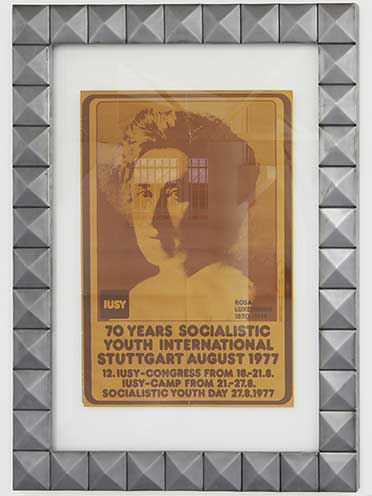 IUSY
ROSA
LUXEMBURG
70 YEARS SOCIALISTIC
YOUTH INTERNATIONAL
STUTTGART AUGUST 1977
12. IUSY-CONGRESS FROM 18.-21.8.
IUSY-CAMP FROM 21.-27.8.
SOCIALISTIC YOUTH DAY 27.8.1977